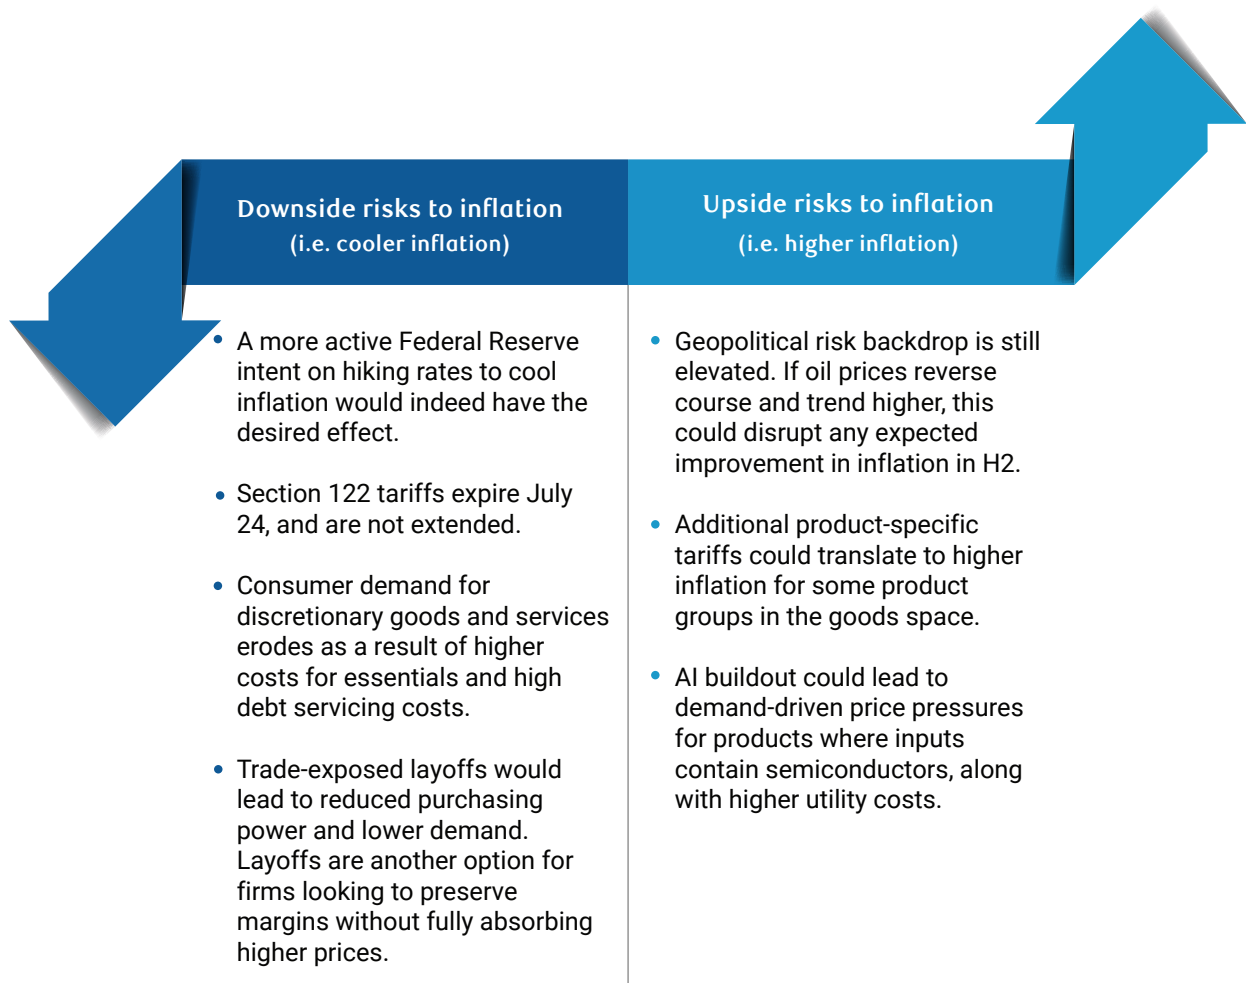 Downside risks to inflation
(i.e. cooler inflation)
A more active Federal Reserve
intent on hiking rates to cool
inflation would indeed have the
desired effect.
Section 122 tariffs expire July
24, and are not extended.
Consumer demand for
discretionary goods and services
erodes as a result of higher
costs for essentials and high
debt servicing costs.
Trade-exposed layoffs would
lead to reduced purchasing
power and lower demand.
Layoffs are another option for
firms looking to preserve
margins without fully absorbing
higher prices.
Upside risks to inflation
(i.e. higher inflation)
Geopolitical risk backdrop is still
elevated. If oil prices reverse
course and trend higher, this
could disrupt any expected
improvement in inflation in H2.
Additional product-specific
tariffs could translate to higher
inflation for some product
groups in the goods space.
AI buildout could lead to
demand-driven price pressures
for products where inputs
contain semiconductors, along
with higher utility costs.